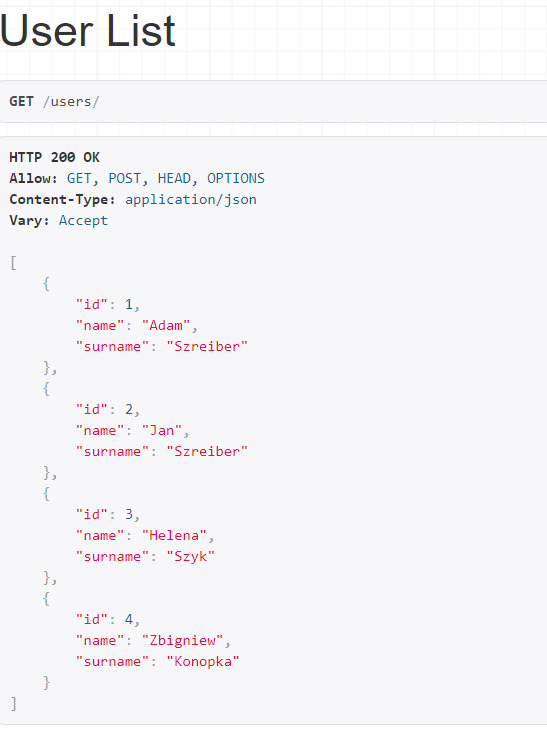 User List
GET /users/
HTTP 200 OK
Allow: GET, POST, HEAD, OPTIONS
Content-Type: application/json
Vary: Accept
[
    {
        "id": 1,
        "name": "Adam",
        "surname": "Szreiber"
    },
    {
        "id": 2,
        "name": "Jan",
        "surname": "Szreiber"
    },
    {
        "id": 3,
        "name": "Helena",
        "surname": "Szyk"
    },
    {
        "id": 4,
        "name": "Zbigniew",
        "surname": "Konopka"
    }
]